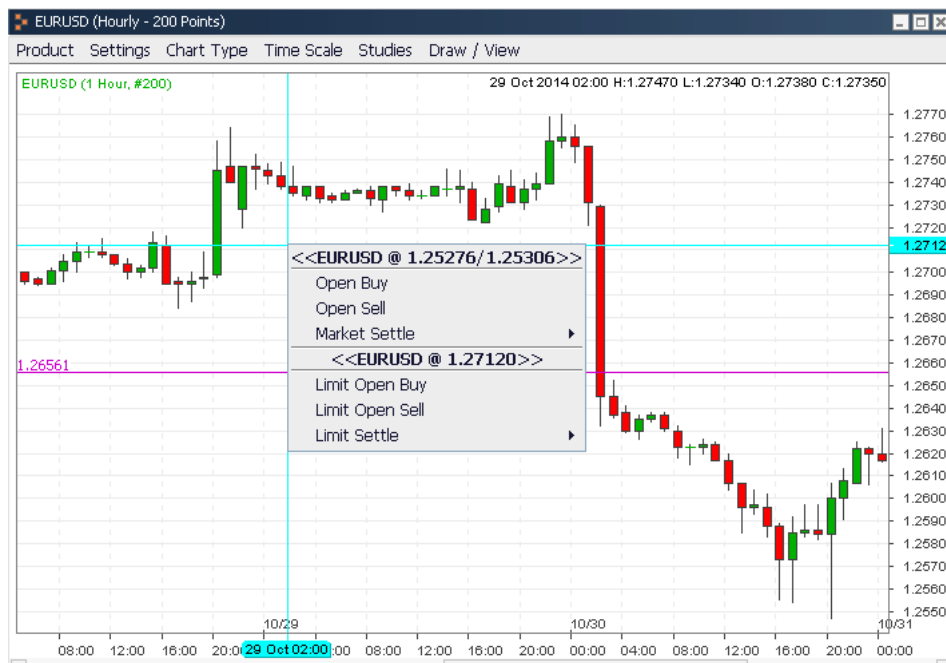 EURUSD (Hourly - 200 Points)
Product Settings Chart Type Time Scale Studies Draw / View
EURUSD (1 Hour, #200)
29 Oct 2014 02:00 H:1.27470 L:1.27340 O:1.27380 C:1.27350
1.2770
1.2760
1.2750
1.2740
1.2730
1.2720
1.2712
1.2700
1.2690
1.2680
1.2670
1.2660
1.2650
1.2640
1.2630
1.2620
1.2610
1.2600
1.2590
1.2580
1.2570
1.2560
1.2550
<<EURUSD @ 1.25276/1.25306>>
Open Buy
Open Sell
Market Settle
<<EURUSD @ 1.27120>>
1.26561
Limit Open Buy
Limit Open Sell
Limit Settle
10/29 10/30 10/31
08:00 12:00 16:00 20:00 29 Oct 02:00 :00 08:00 12:00 16:00 20:00 00:00 04:00 08:00 12:00 16:00 20:00 00:00